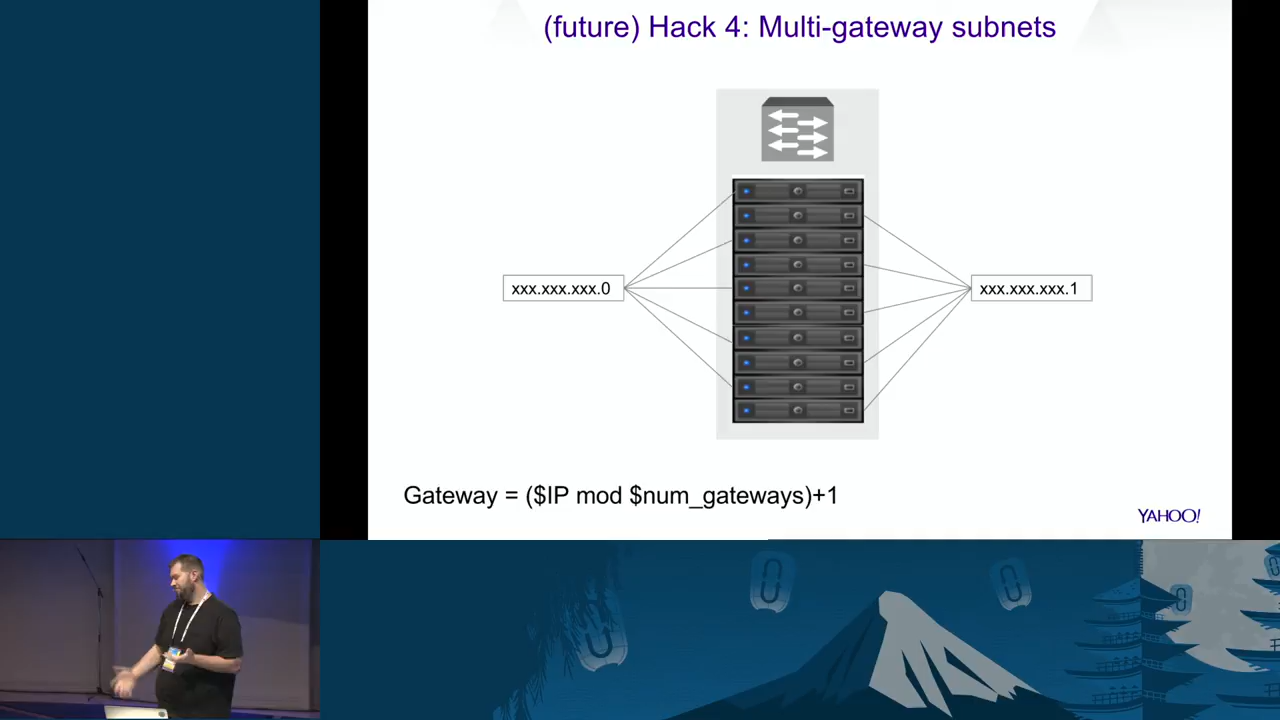 (future) Hack 4: Multi-gateway subnets
xxx.xxx.xxx.0
xxx.xxx.xxx.1
Gateway = ($IP mod $num_gateways)+1
YAHOO!